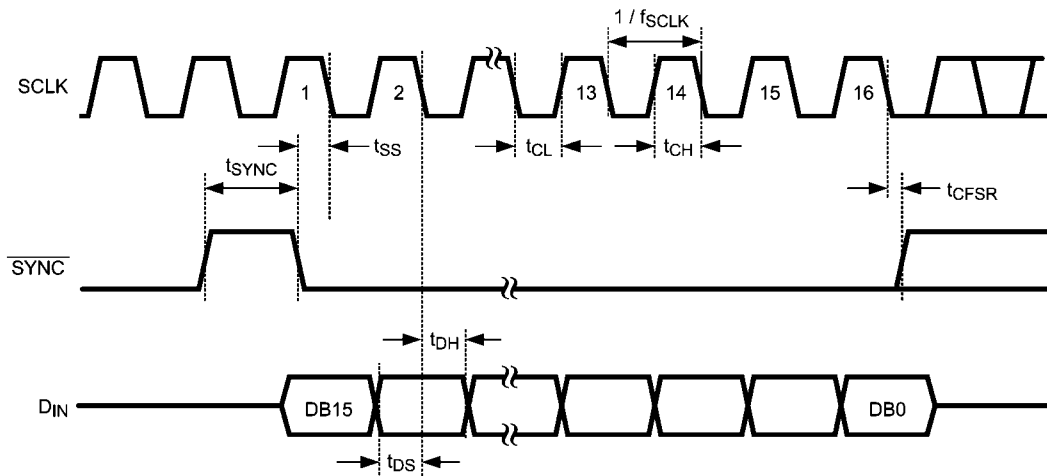 1 / fSCLK
SCLK
1
2
13
14
15
16
tSS
tCL
tCH
tSYNC
tCFSR
SYNC
tDH
DIN
DB15
DB0
tDS